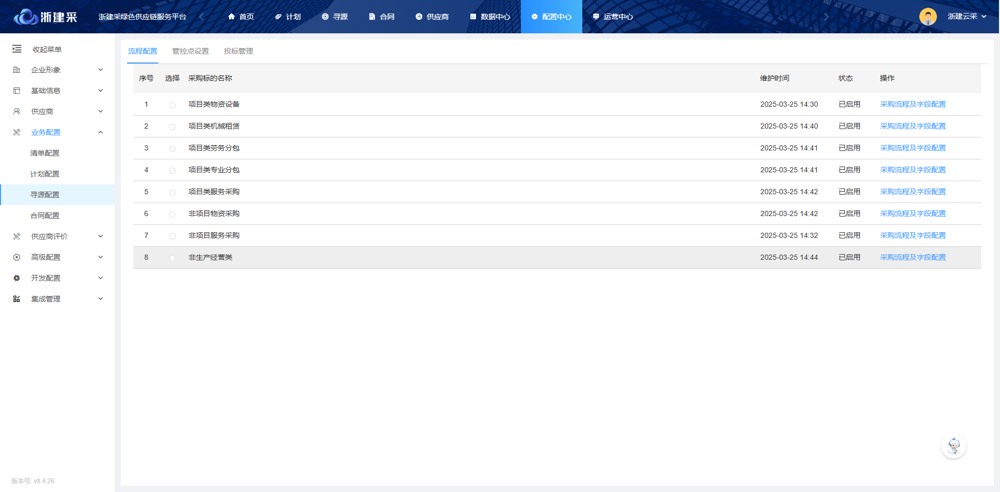 浙建采 浙建采绿色供应链服务平台 首页 计划 寻源 合同 供应商 数据中心 配置中心 运营中心 浙建云采
收起菜单
企业形象
基础信息
供应商
业务配置
清单配置
计划配置
寻源配置
合同配置
供应商评价
高级配置
开发配置
集成管理
版本号: v8.4.26
流程配置 管控点设置 投标管理
序号 选择 采购标的名称 维护时间 状态 操作
1 项目类物资设备 2025-03-25 14:30 已启用 采购流程及字段配置
2 项目类机械租赁 2025-03-25 14:40 已启用 采购流程及字段配置
3 项目类劳务分包 2025-03-25 14:41 已启用 采购流程及字段配置
4 项目类专业分包 2025-03-25 14:41 已启用 采购流程及字段配置
5 项目类服务采购 2025-03-25 14:42 已启用 采购流程及字段配置
6 非项目物资采购 2025-03-25 14:42 已启用 采购流程及字段配置
7 非项目服务采购 2025-03-25 14:32 已启用 采购流程及字段配置
8 非生产经营类 2025-03-25 14:44 已启用 采购流程及字段配置